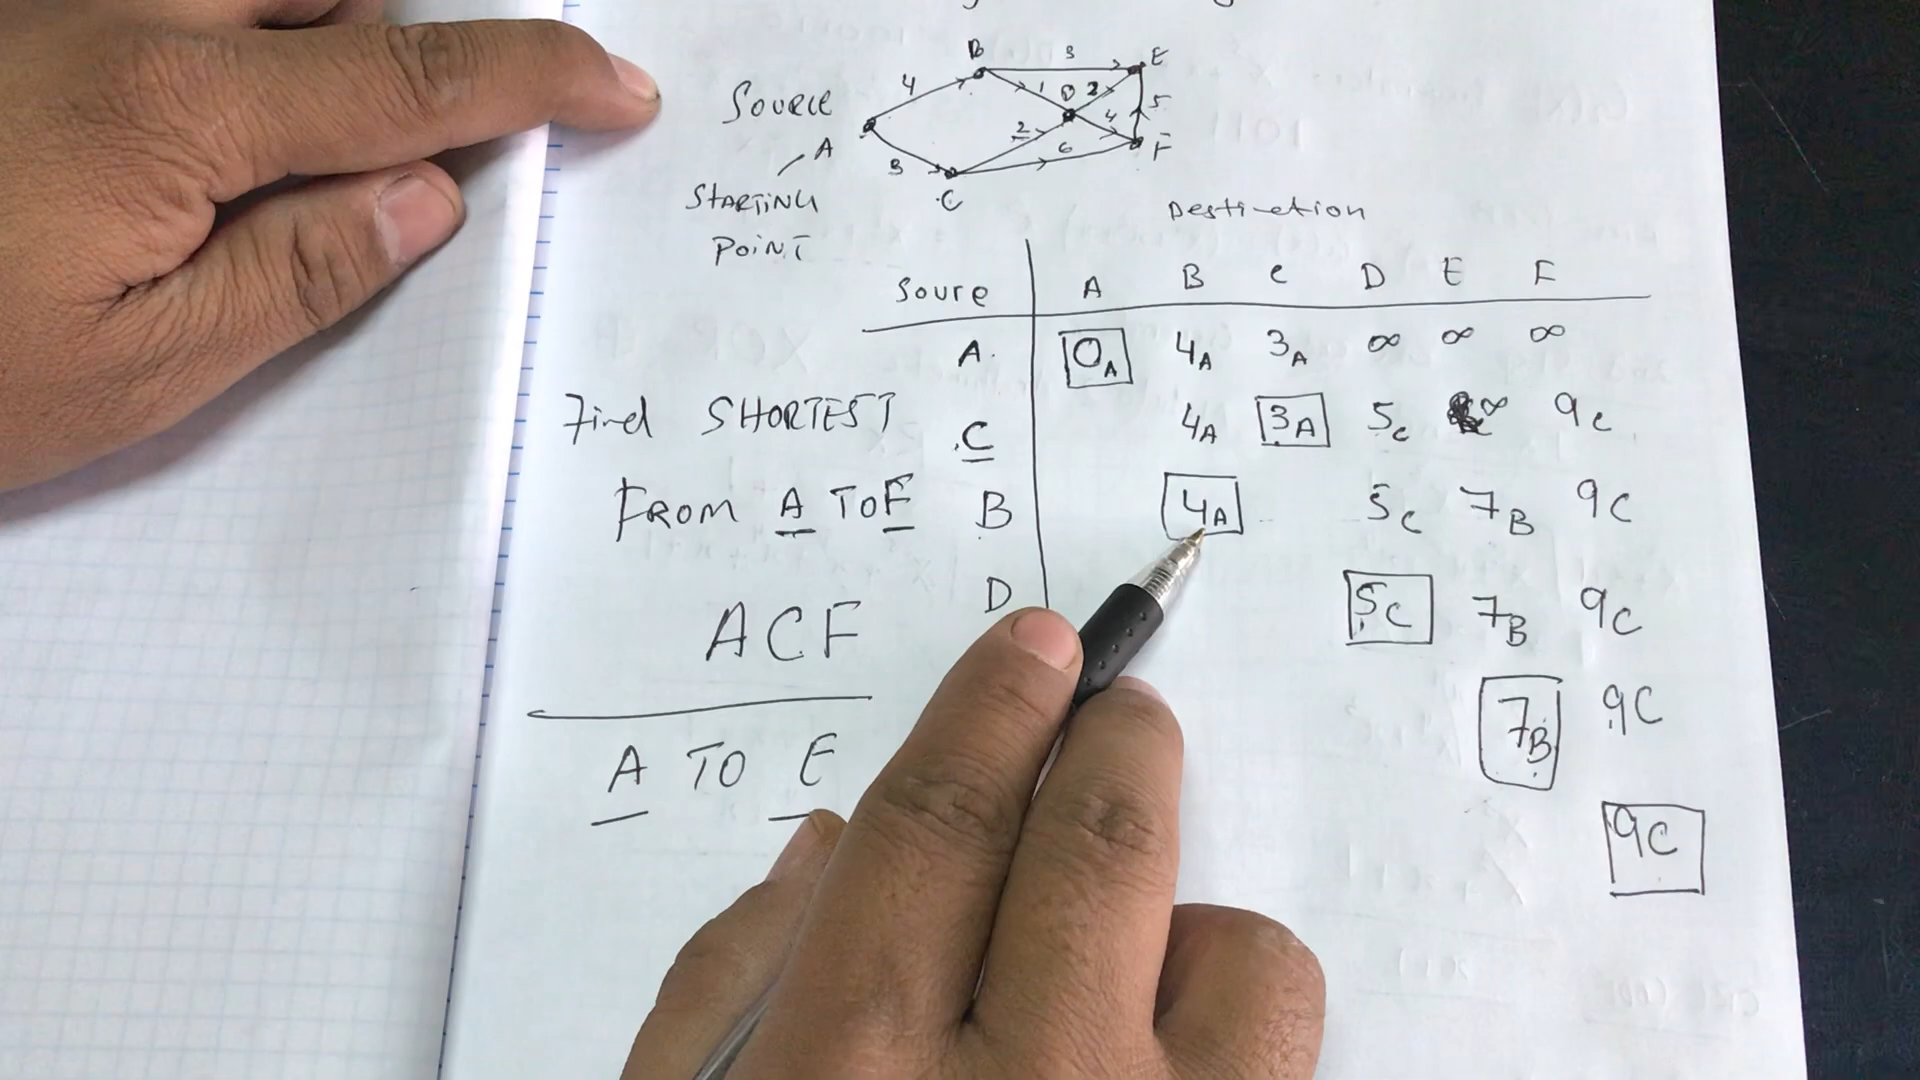 B 3 E
4 1 D 2
SOURCE 5
A 2 4
3 6 F
STARTING C
POINT
Destination
Soure A B C D E F
A 0A 4A 3A ∞ ∞ ∞
C 4A 3A 5C ∞ 9C
B 4A 5C 7B 9C
D 5C 7B 9C
7B 9C
9C
Find SHORTEST
FROM A TO F
ACF
A TO E